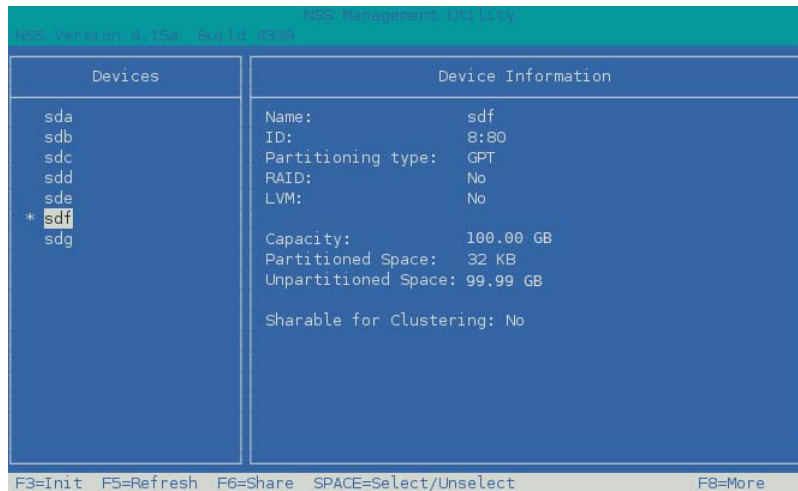 NSS Management Utility
NSS Version 4.15a Build 4339
Devices
sda
sdb
sdc
sdd
sde
* sdf
sdg
Device Information
Name: sdf
ID: 8:80
Partitioning type: GPT
RAID: No
LVM: No
Capacity: 100.00 GB
Partitioned Space: 32 KB
Unpartitioned Space: 99.99 GB
Sharable for Clustering: No
F3=Init F5=Refresh F6=Share SPACE=Select/Unselect F8=More